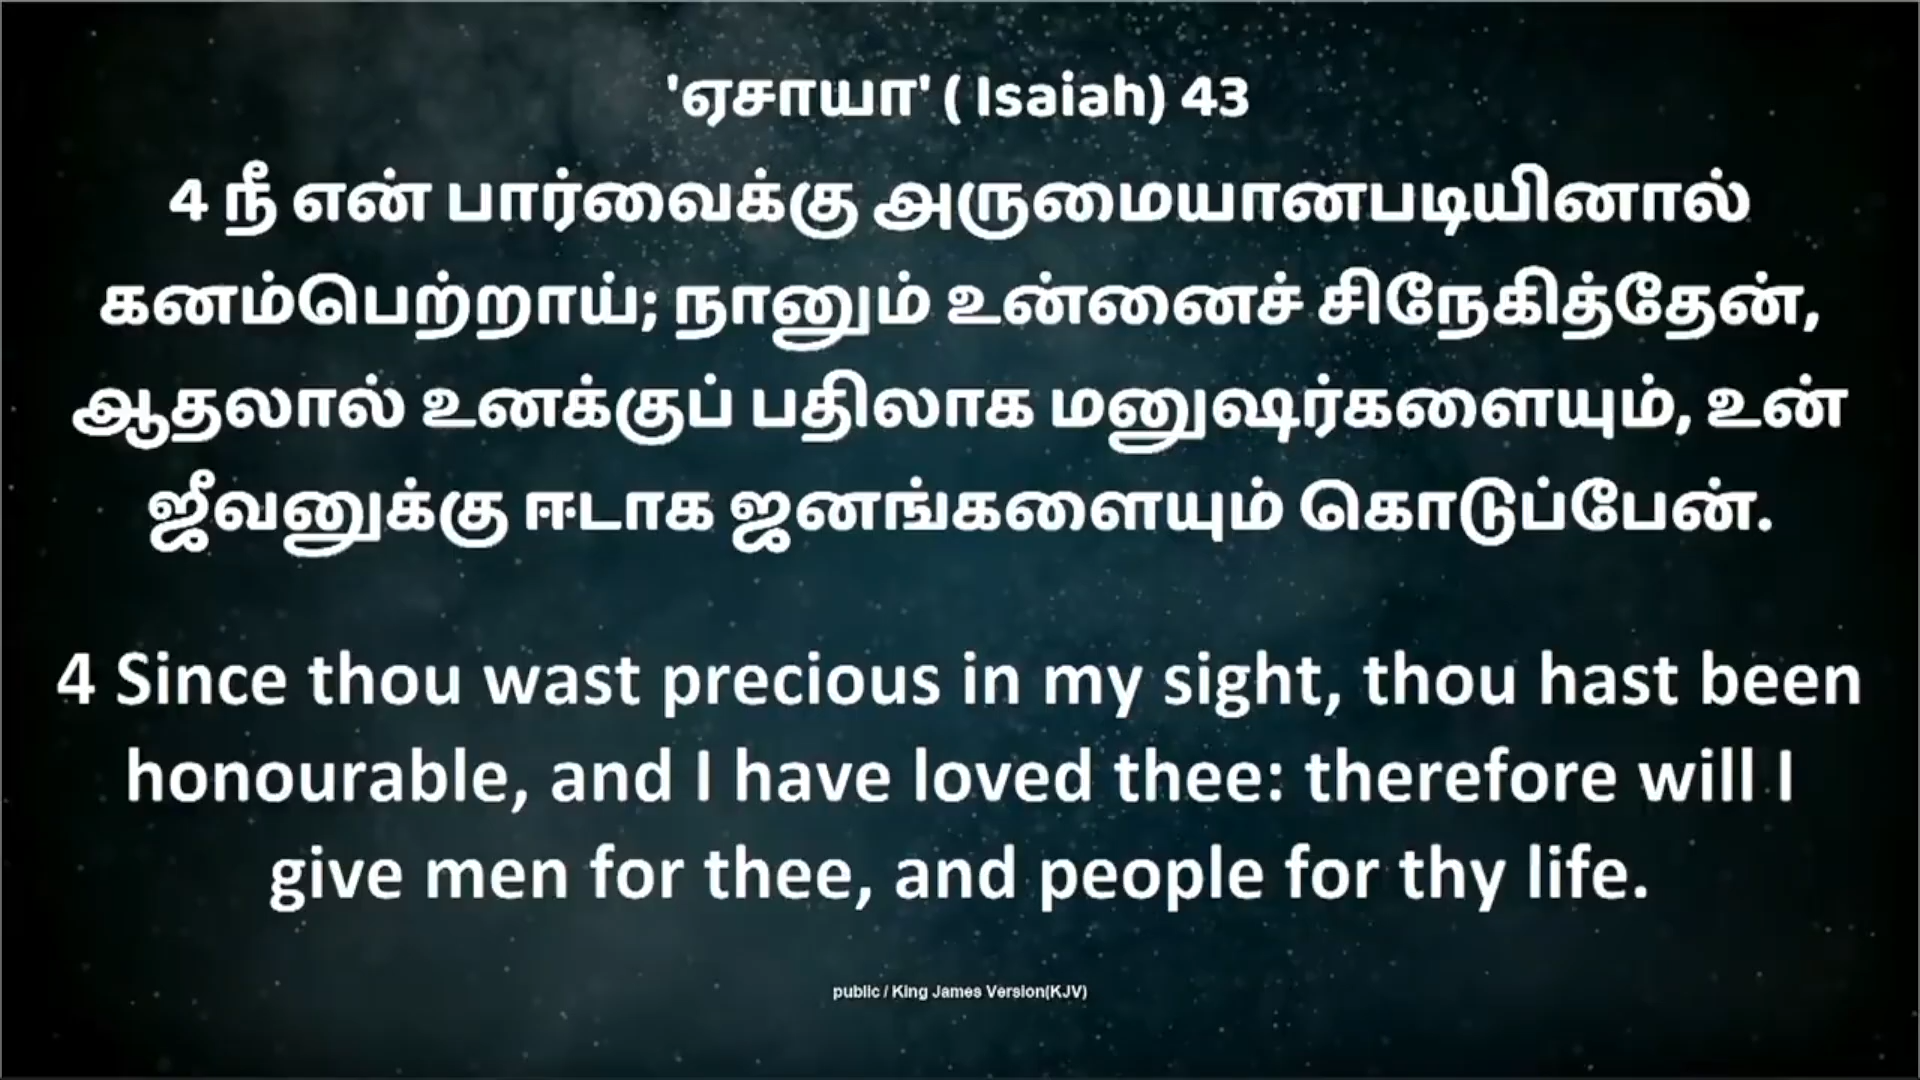 'ஏசாயா' ( Isaiah) 43
4 நீ என் பார்வைக்கு அருமையானபடியினால்
கனம்பெற்றாய்; நானும் உன்னைச் சிநேகித்தேன்,
ஆதலால் உனக்குப் பதிலாக மனுஷர்களையும், உன்
ஜீவனுக்கு ஈடாக ஜனங்களையும் கொடுப்பேன்.
4 Since thou wast precious in my sight, thou hast been
honourable, and I have loved thee: therefore will I
give men for thee, and people for thy life.
public / King James Version(KJV)